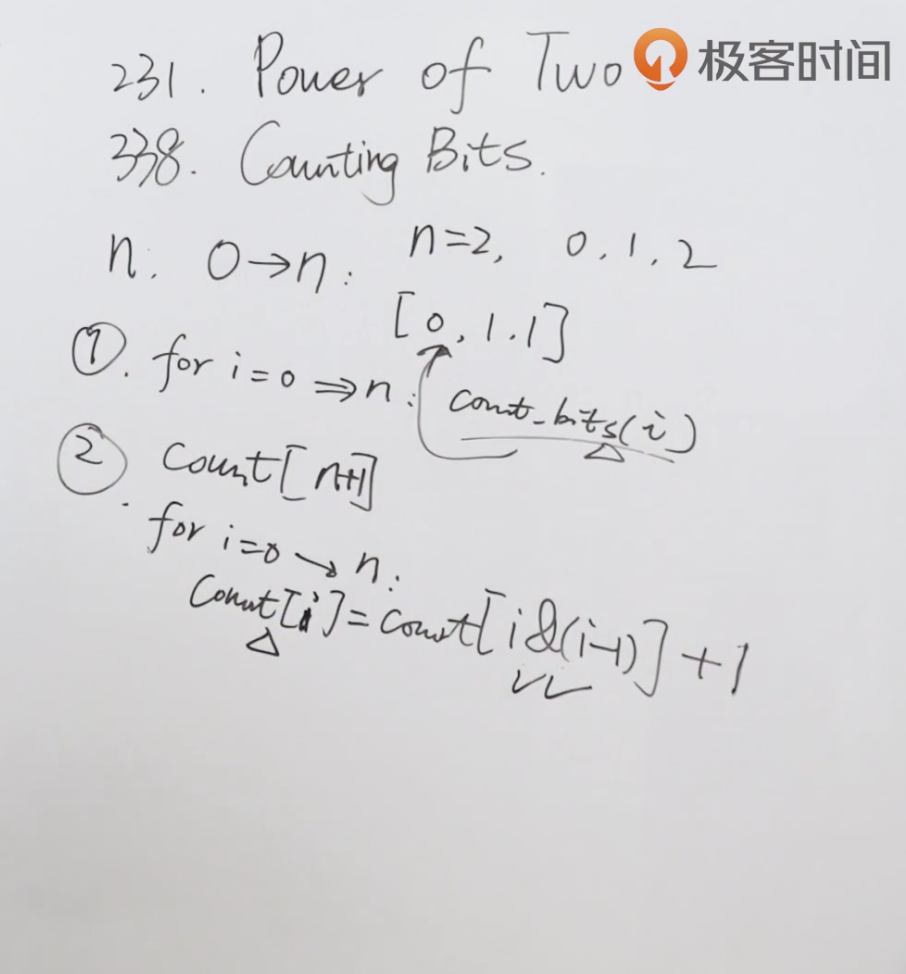 231. Power of Two
极客时间
338. Counting Bits.
n. 0→n: n=2, 0,1,2
[0,1,1]
①. for i=0 ⇒ n: count_bits(i)
② count[n+1]
for i=0→n:
count[i]=count[i&(i-1)]+1